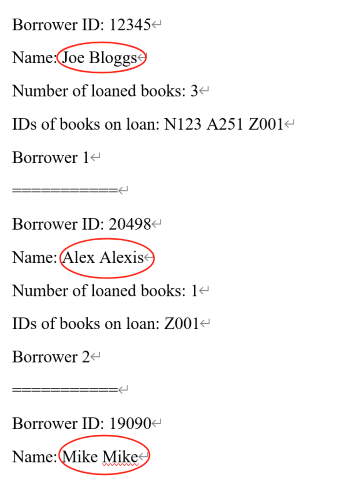 Borrower ID: 12345
Name: Joe Bloggs
Number of loaned books: 3
IDs of books on loan: N123 A251 Z001
Borrower 1
===========
Borrower ID: 20498
Name: Alex Alexis
Number of loaned books: 1
IDs of books on loan: Z001
Borrower 2
===========
Borrower ID: 19090
Name: Mike Mike